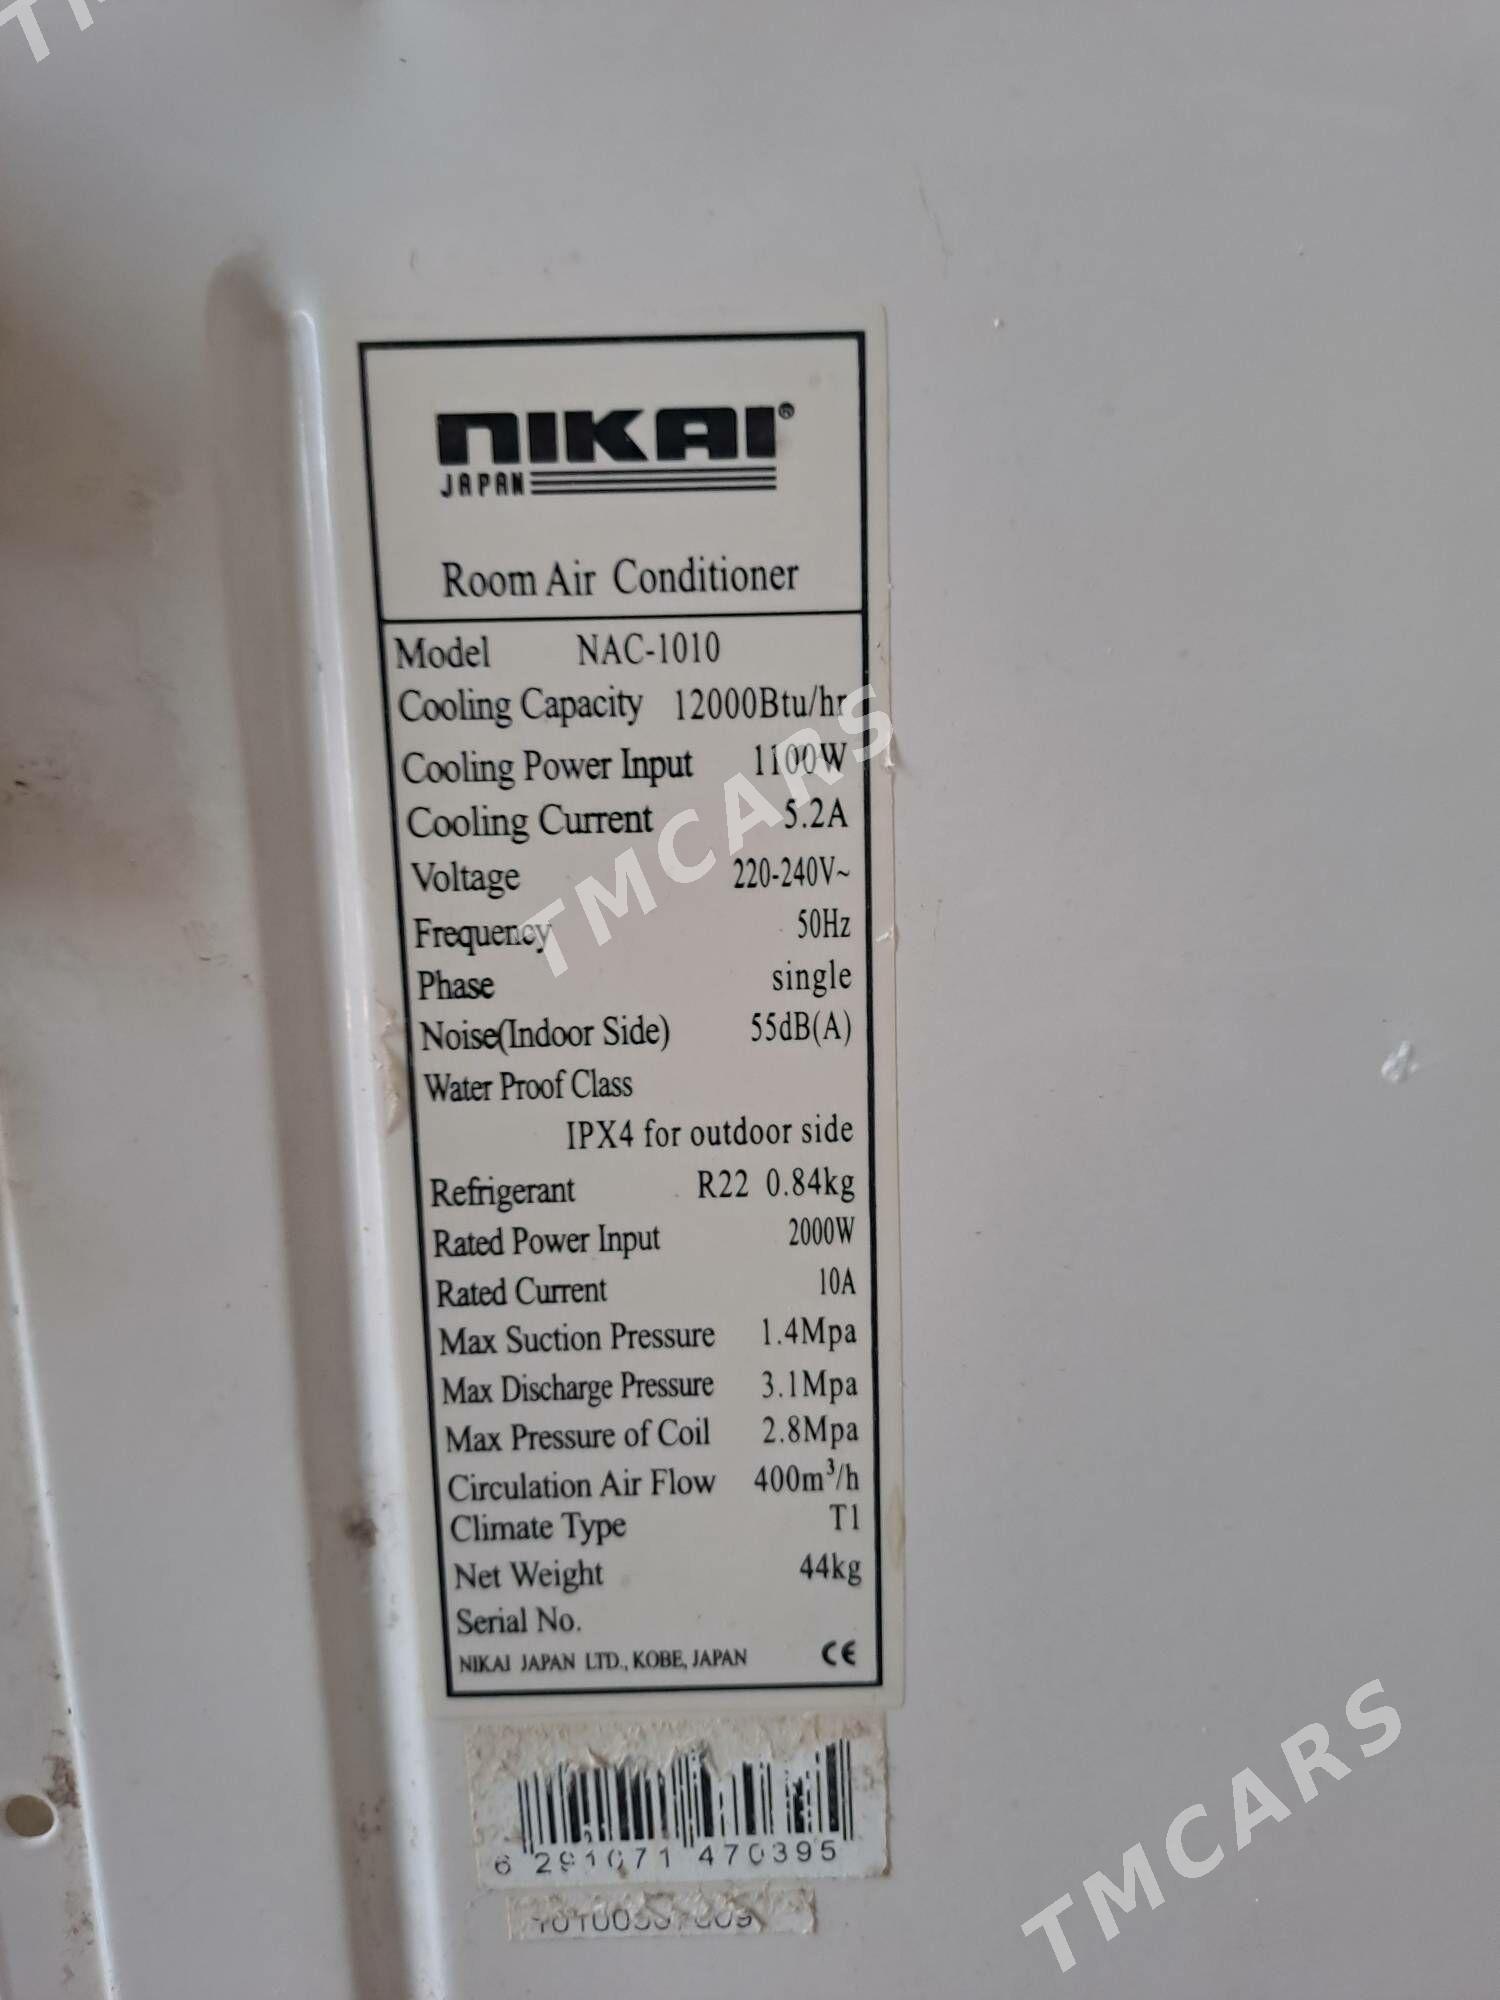 NIKAI®
JAPAN
Room Air Conditioner
Model NAC-1010
Cooling Capacity 12000Btu/hr
Cooling Power Input 1100W
Cooling Current 5.2A
Voltage 220-240V~
Frequency 50Hz
Phase single
Noise(Indoor Side) 55dB(A)
Water Proof Class
IPX4 for outdoor side
Refrigerant R22 0.84kg
Rated Power Input 2000W
Rated Current 10A
Max Suction Pressure 1.4Mpa
Max Discharge Pressure 3.1Mpa
Max Pressure of Coil 2.8Mpa
Circulation Air Flow 400m³/h
Climate Type T1
Net Weight 44kg
Serial No.
NIKAI JAPAN LTD., KOBE, JAPAN CE
6 291071 470395
TMCARS
TMCARS